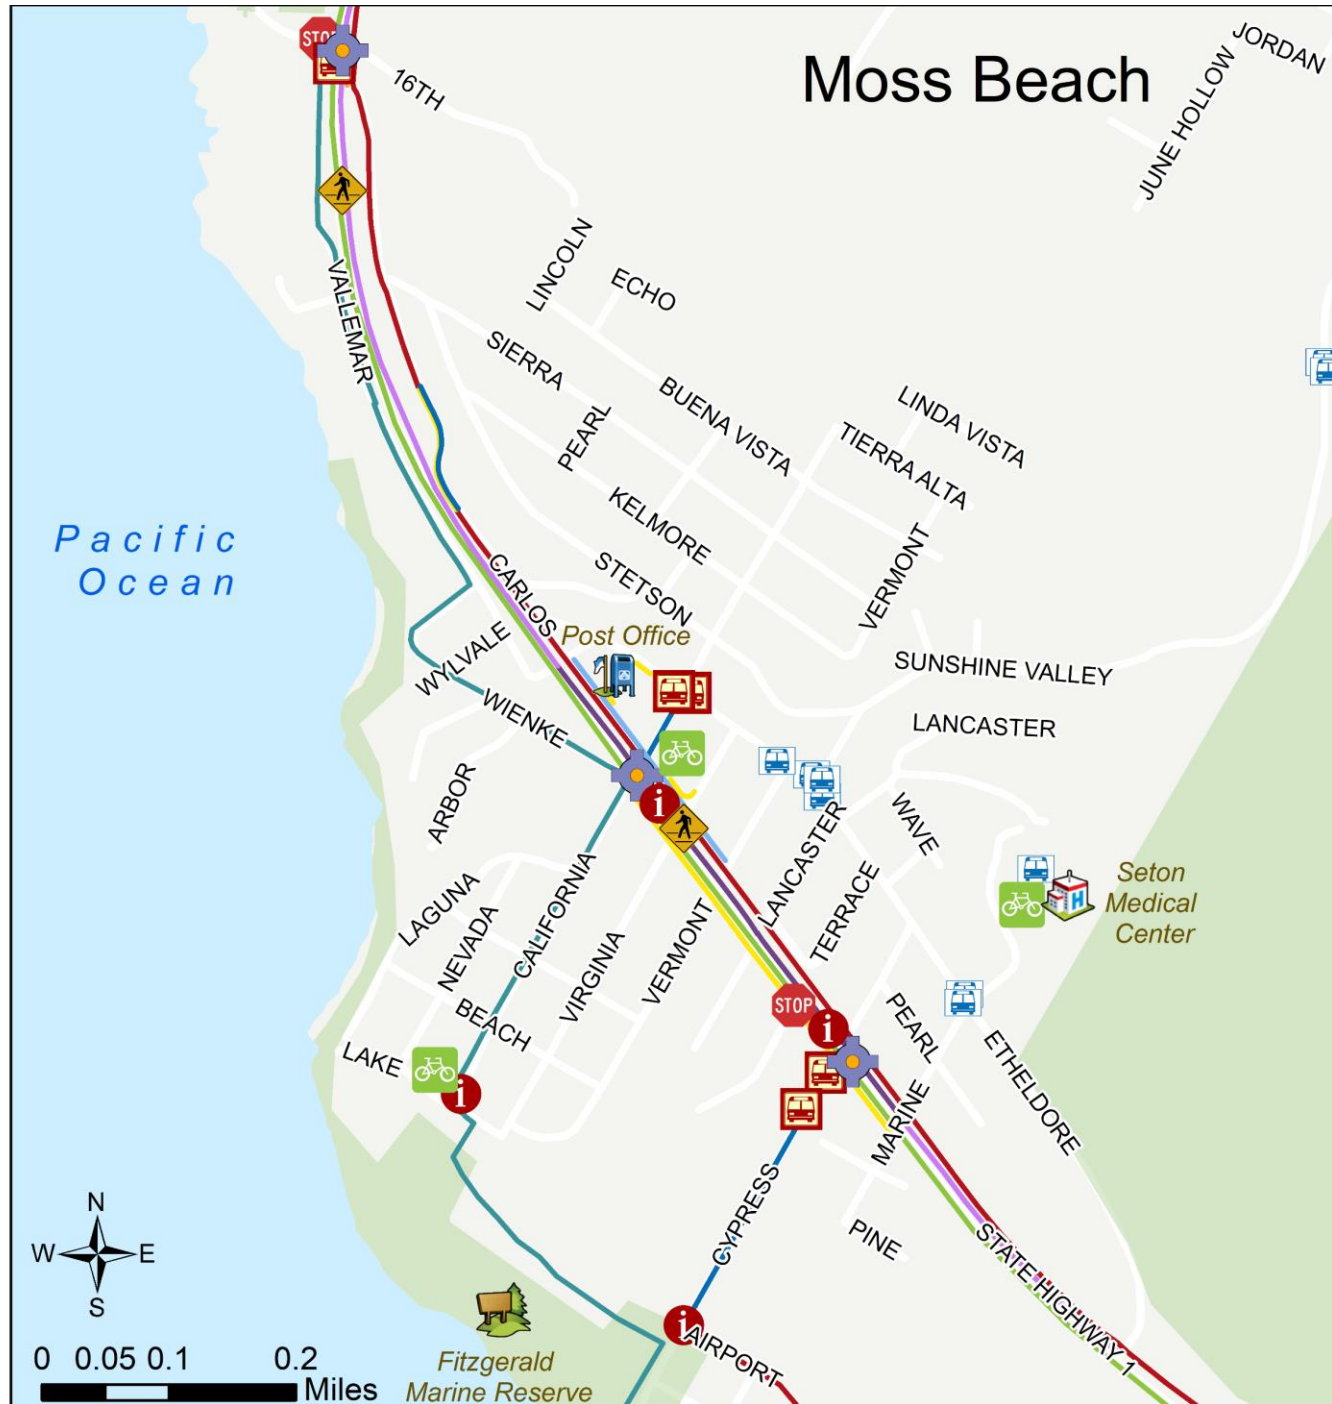 Moss Beach
JORDAN
JUNE HOLLOW
STOP
16TH
LINCOLN
ECHO
VALLEMAR
SIERRA
BUENA VISTA
LINDA VISTA
PEARL
TIERRA ALTA
KELMORE
Pacific
Ocean
CARLOS
STETSON
VERMONT
Post Office
WYLVALE
SUNSHINE VALLEY
WIENKE
LANCASTER
ARBOR
i
WAVE
LANCASTER
TERRACE
Seton
Medical
Center
H
LAGUNA
NEVADA
CALIFORNIA
VIRGINIA
VERMONT
BEACH
STOP
PEARL
i
LAKE
ETHELDORE
i
MARINE
CYPRESS
PINE
STATE HIGHWAY 1
N
W E
S
i
AIRPORT
0 0.05 0.1 0.2
Miles
Fitzgerald
Marine Reserve